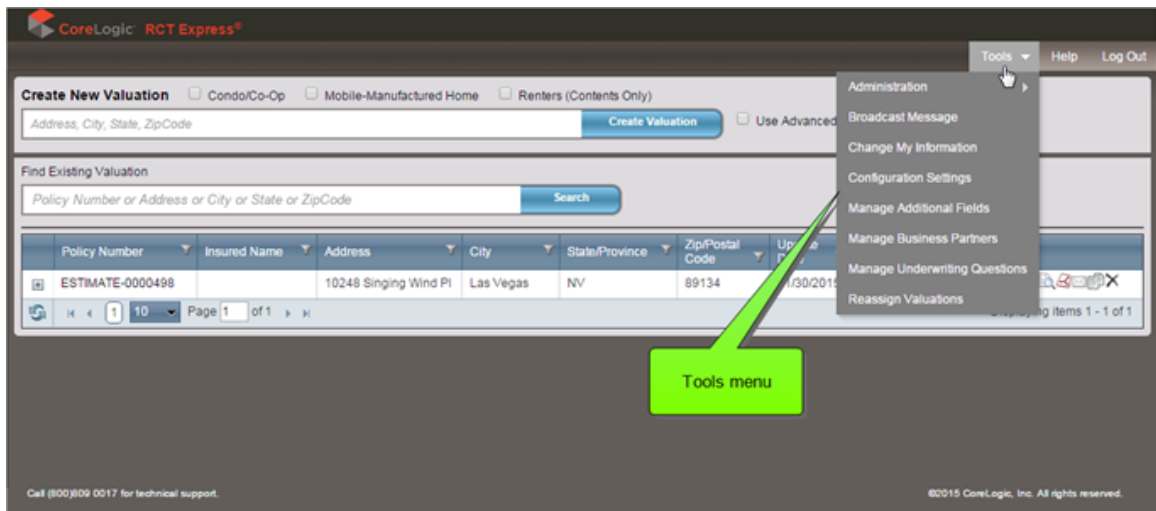 CoreLogic RCT Express®
Tools Help Log Out
Create New Valuation Condo/Co-Op Mobile-Manufactured Home Renters (Contents Only)
Address, City, State, ZipCode Create Valuation Use Advanced
Administration
Broadcast Message
Change My Information
Configuration Settings
Manage Additional Fields
Manage Business Partners
Manage Underwriting Questions
Reassign Valuations
Find Existing Valuation
Policy Number or Address or City or State or ZipCode Search
Policy Number Insured Name Address City State/Province Zip/Postal Code
ESTIMATE-0000498 10248 Singing Wind Pl Las Vegas NV 89134 1/30/2015
1 10 Page 1 of 1 items 1 - 1 of 1
Tools menu
Call (800)809 0017 for technical support. ©2015 CoreLogic, Inc. All rights reserved.